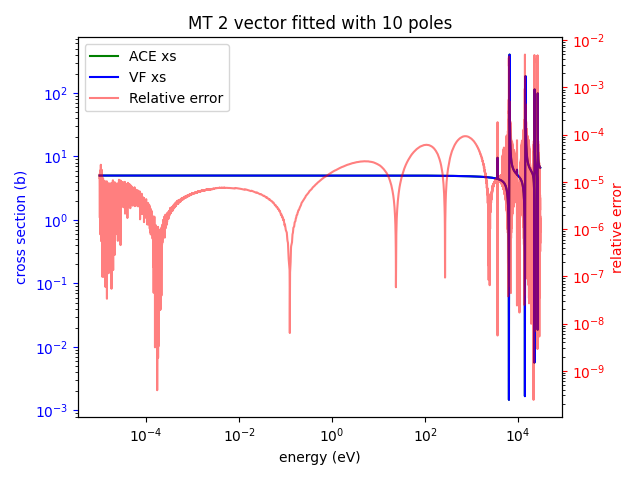 MT 2 vector fitted with 10 poles
ACE xs
VF xs
Relative error
cross section (b)
10^2
10^1
10^0
10^-1
10^-2
10^-3
10^-4
10^-2
10^0
10^2
10^4
energy (eV)
10^-2
10^-3
10^-4
10^-5
10^-6
10^-7
10^-8
10^-9
relative error